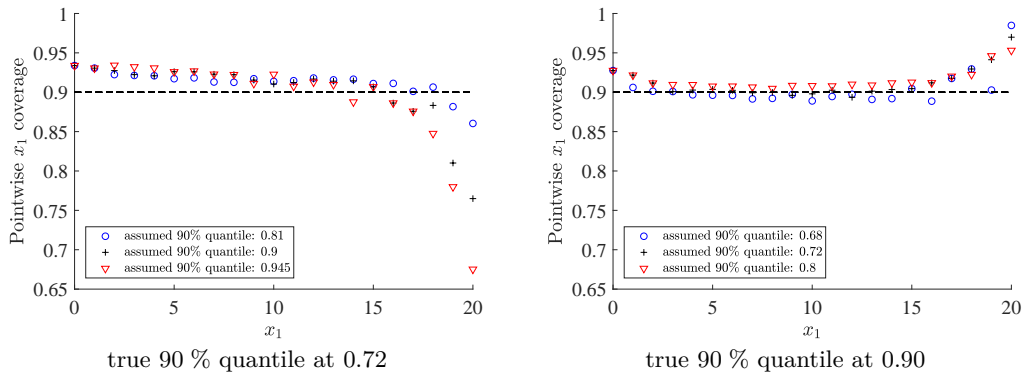 1
0.95
0.9
0.85
0.8
0.75
0.7
0.65
Pointwise x₁ coverage
assumed 90% quantile: 0.81
assumed 90% quantile: 0.9
assumed 90% quantile: 0.945
0 5 10 15 20
x₁
true 90 % quantile at 0.72
1
0.95
0.9
0.85
0.8
0.75
0.7
0.65
Pointwise x₁ coverage
assumed 90% quantile: 0.68
assumed 90% quantile: 0.72
assumed 90% quantile: 0.8
0 5 10 15 20
x₁
true 90 % quantile at 0.90